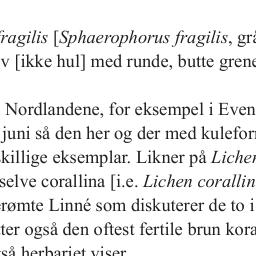 fragilis [Sphaerophorus fragilis, grå
v [ikke hul] med runde, butte grene
Nordlandene, for eksempel i Even
juni så den her og der med kulefor
killige eksemplar. Likner på Lichen
selve corallina [i.e. Lichen corallin
erømte Linné som diskuterer de to i
ter også den oftest fertile brun kora
så herbariet viser.